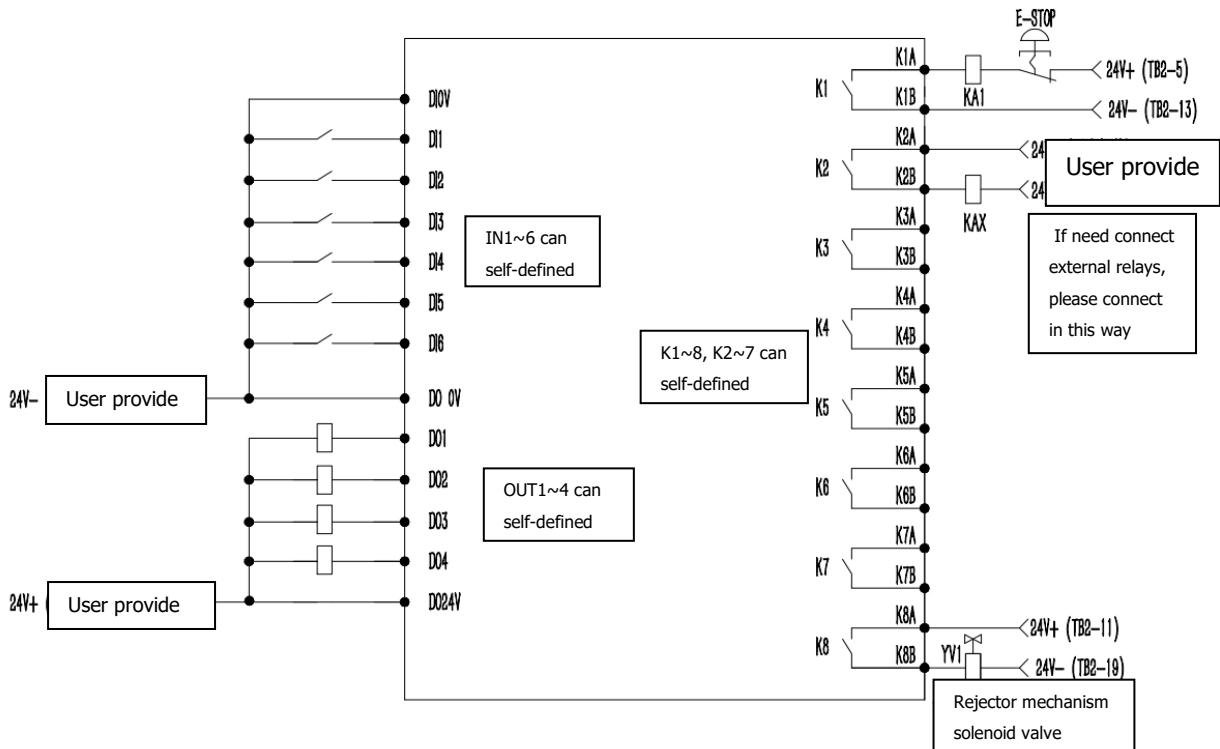 E-STOP
K1A
24V+ (TB2-5)
K1
KA1
DI0V
K1B
24V- (TB2-13)
DI1
K2A
24
User provide
K2
DI2
K2B
24
KAX
DI3
K3A
IN1~6 can
self-defined
If need connect
external relays,
please connect
in this way
K3
DI4
K3B
DI5
K4A
K4
DI6
K4B
K1~8, K2~7 can
self-defined
K5A
24V-
User provide
DO 0V
K5
K5B
DO1
K6A
DO2
K6
OUT1~4 can
self-defined
K6B
DO3
K7A
DO4
K7
K7B
24V+ (
User provide
DO24V
K8A
24V+ (TB2-11)
K8
YV1
K8B
24V- (TB2-19)
Rejector mechanism
solenoid valve